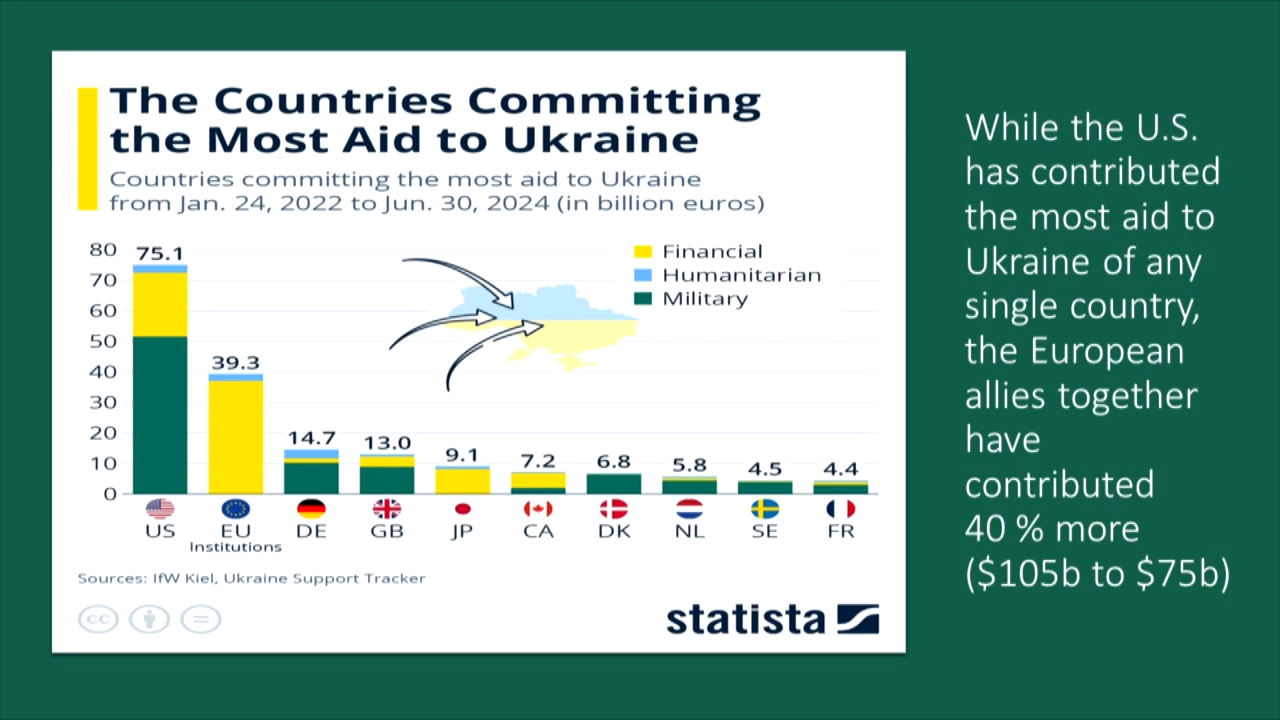 The Countries Committing
the Most Aid to Ukraine
Countries committing the most aid to Ukraine
from Jan. 24, 2022 to Jun. 30, 2024 (in billion euros)
80
70
60
50
40
30
20
10
0
75.1
39.3
14.7
13.0
9.1
7.2
6.8
5.8
4.5
4.4
Financial
Humanitarian
Military
US
EU
Institutions
DE
GB
JP
CA
DK
NL
SE
FR
Sources: IfW Kiel, Ukraine Support Tracker
cc
statista
While the U.S.
has contributed
the most aid to
Ukraine of any
single country,
the European
allies together
have
contributed
40 % more
($105b to $75b)